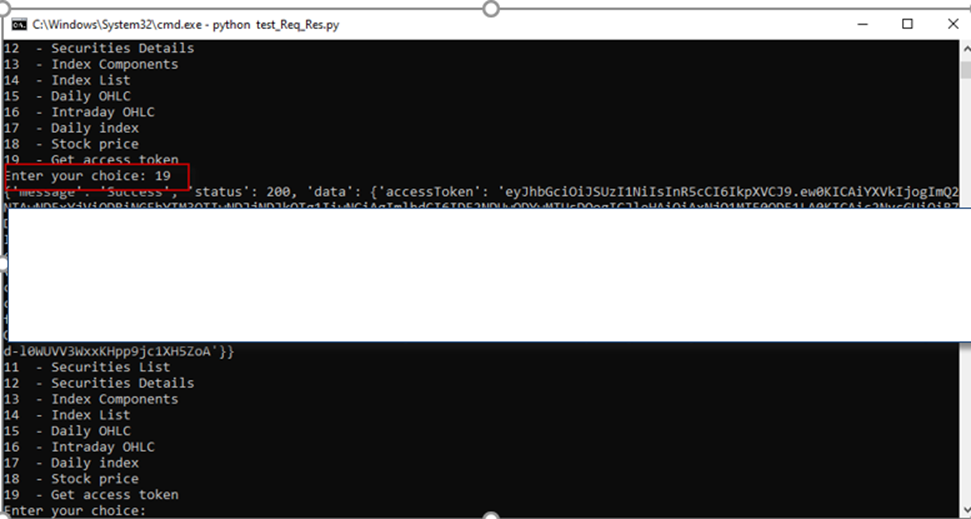 C:\Windows\System32\cmd.exe - python test_Req_Res.py
12 - Securities Details
13 - Index Components
14 - Index List
15 - Daily OHLC
16 - Intraday OHLC
17 - Daily index
18 - Stock price
19 - Get access token
Enter your choice: 19
{'message': 'Success', 'status': 200, 'data': {'accessToken': 'eyJhbGciOiJSUzI1NiIsInR5cCI6IkpXVCJ9.ew0KICAiYXVkIjogImQ2
d-l0WUVV3WxxKHpp9jc1XH5ZoA'}}
11 - Securities List
12 - Securities Details
13 - Index Components
14 - Index List
15 - Daily OHLC
16 - Intraday OHLC
17 - Daily index
18 - Stock price
19 - Get access token
Enter your choice: